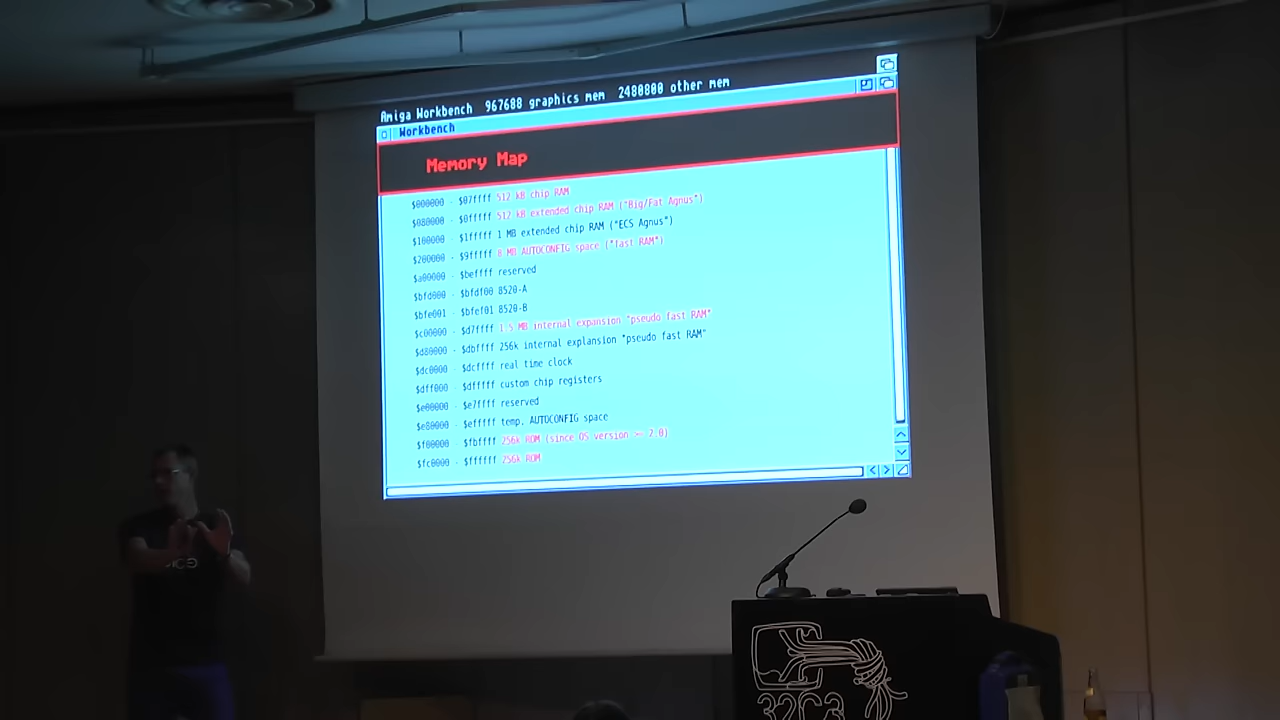 Amiga Workbench 967688 graphics mem 2480800 other mem
Workbench
Memory Map
$000000 - $07ffff 512 kB chip RAM
$080000 - $0fffff 512 kB extended chip RAM ("Big/Fat Agnus")
$100000 - $1fffff 1 MB extended chip RAM ("ECS Agnus")
$200000 - $9fffff 8 MB AUTOCONFIG space ("fast RAM")
$a00000 - $beffff reserved
$bfd000 - $bfdf00 8520-A
$bfe001 - $bfef01 8520-B
$c00000 - $d7ffff 1.5 MB internal expansion "pseudo fast RAM"
$d80000 - $dbffff 256k internal explansion "pseudo fast RAM"
$dc0000 - $dcffff real time clock
$dff000 - $dfffff custom chip registers
$e00000 - $e7ffff reserved
$e80000 - $efffff temp. AUTOCONFIG space
$f00000 - $fbffff 256k ROM (since OS version >= 2.0)
$fc0000 - $ffffff 256k ROM
32C3